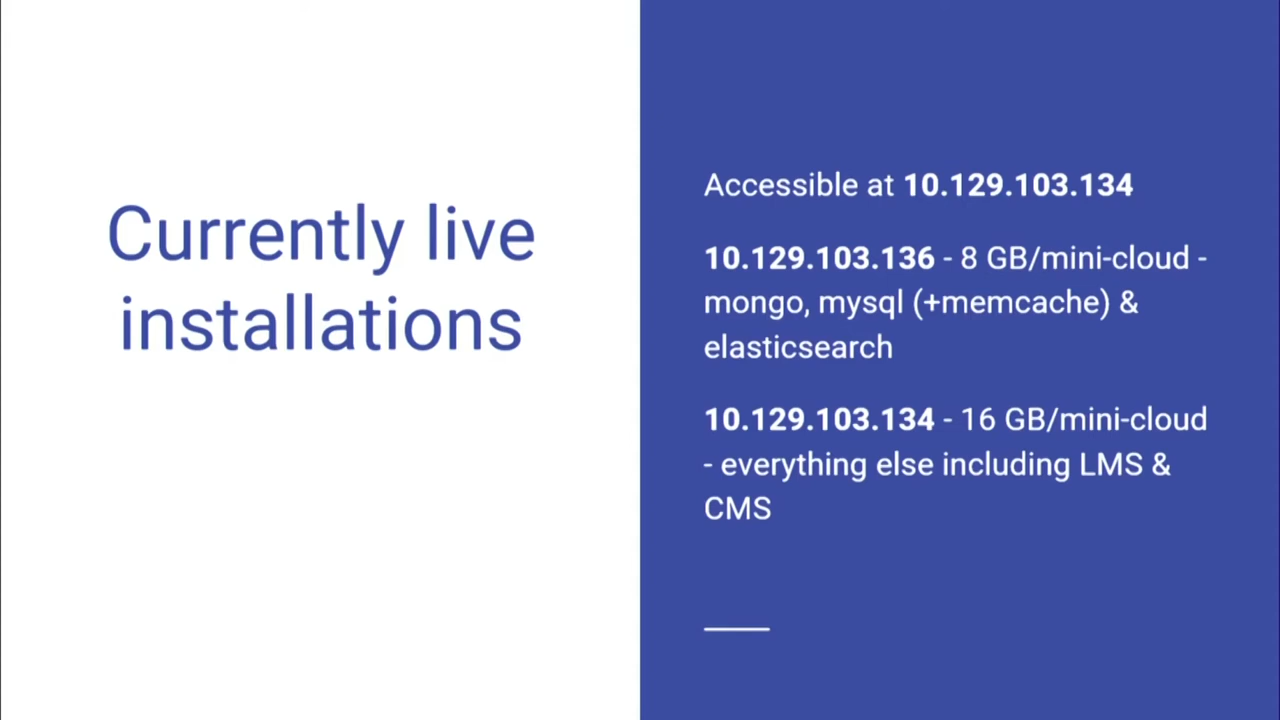 Currently live
installations
Accessible at 10.129.103.134
10.129.103.136 - 8 GB/mini-cloud -
mongo, mysql (+memcache) &
elasticsearch
10.129.103.134 - 16 GB/mini-cloud
- everything else including LMS &
CMS